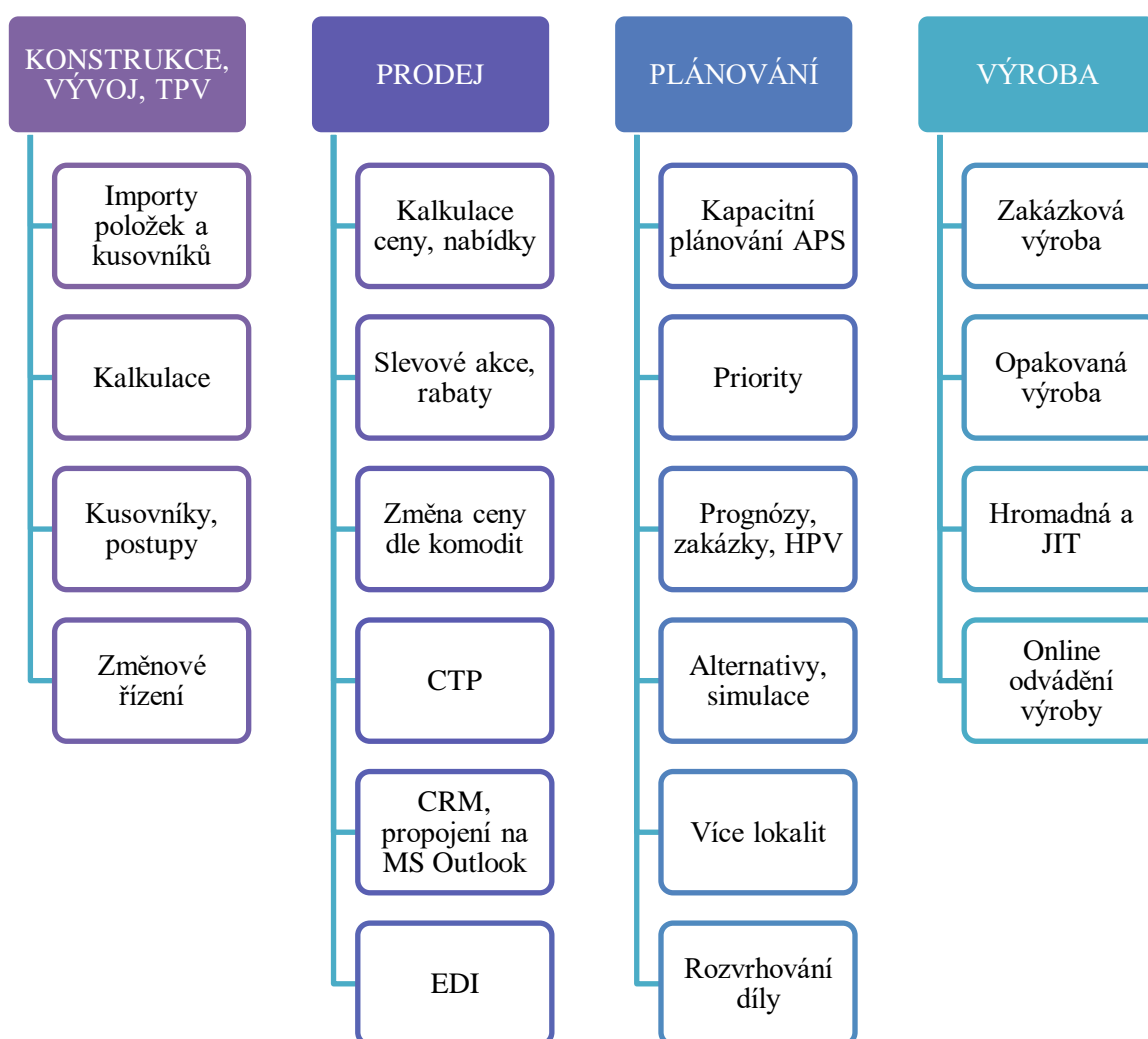 KONSTRUKCE,
VÝVOJ, TPV
Importy
položek a
kusovníků
Kalkulace
Kusovníky,
postupy
Změnové
řízení
PRODEJ
Kalkulace
ceny, nabídky
Slevové akce,
rabaty
Změna ceny
dle komodit
CTP
CRM,
propojení na
MS Outlook
EDI
PLÁNOVÁNÍ
Kapacitní
plánování APS
Priority
Prognózy,
zakázky, HPV
Alternativy,
simulace
Více lokalit
Rozvrhování
díly
VÝROBA
Zakázková
výroba
Opakovaná
výroba
Hromadná a
JIT
Online
odvádění
výroby